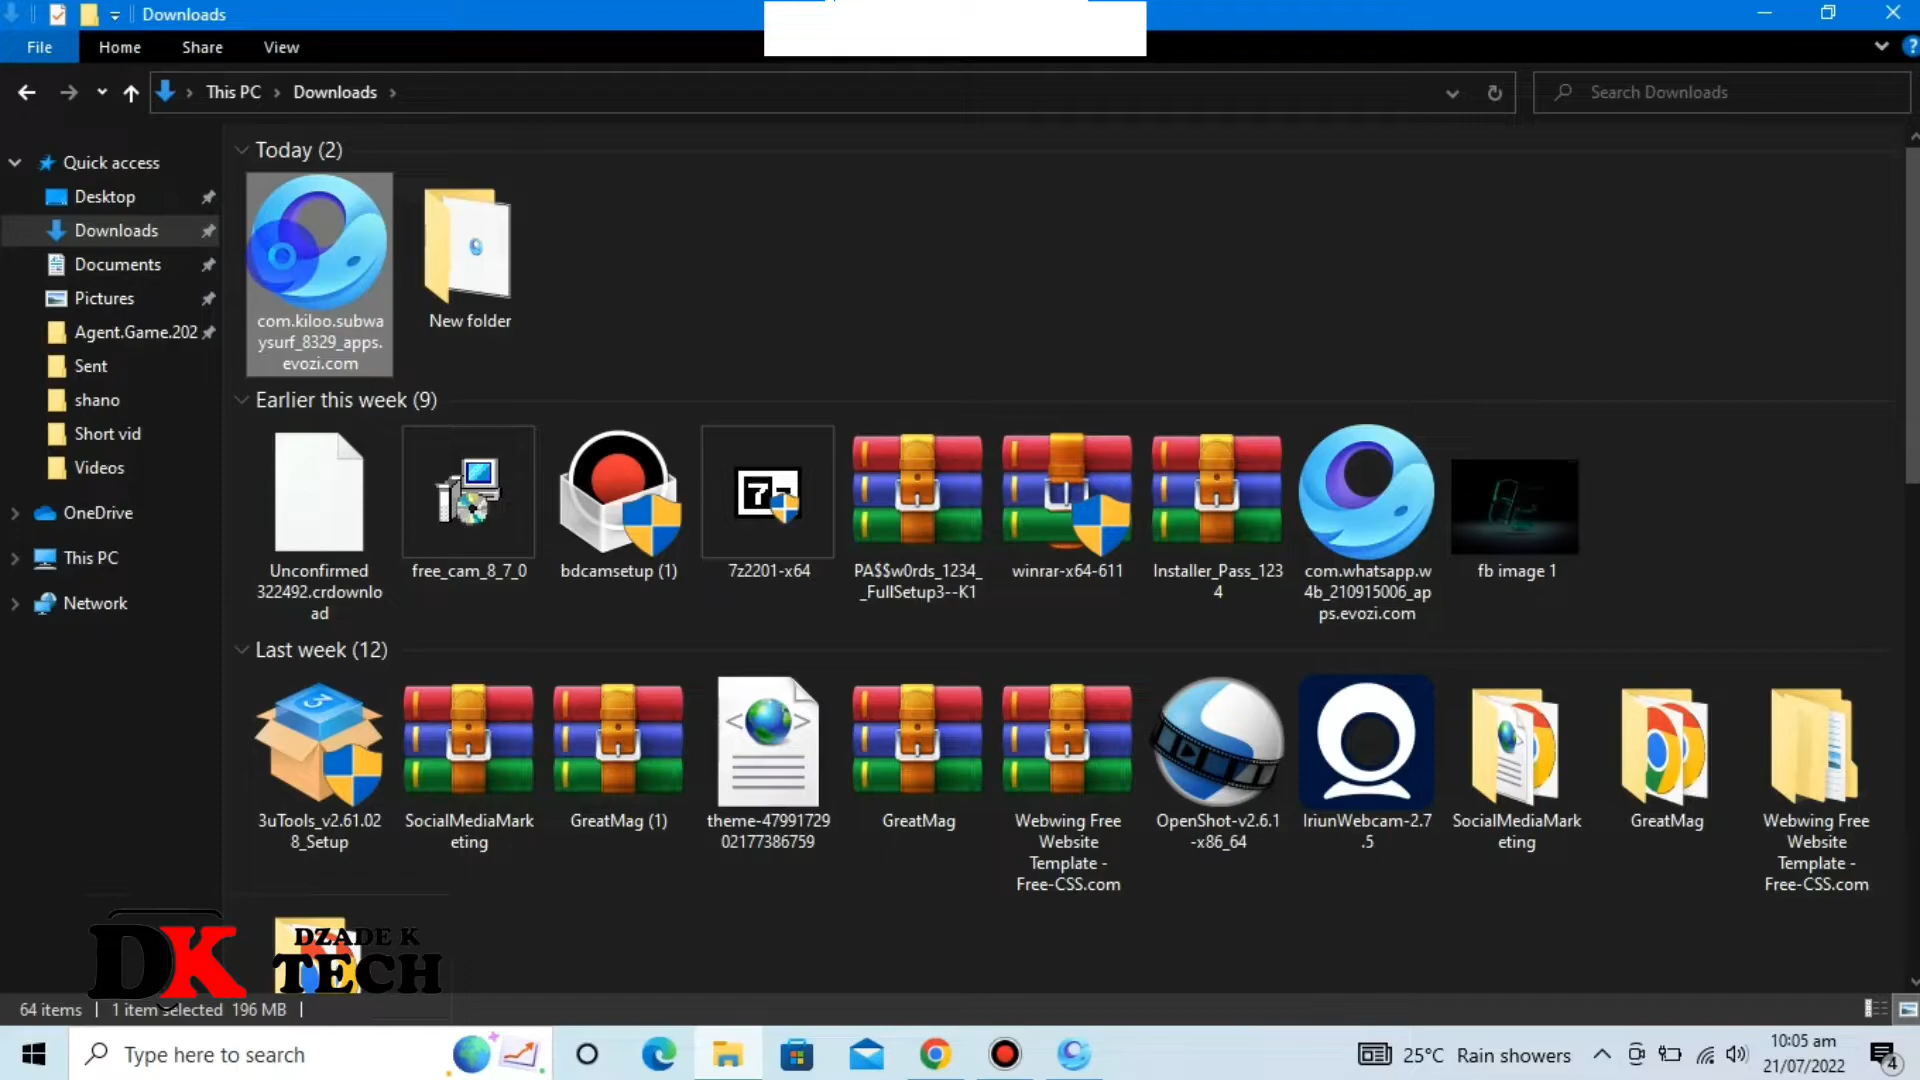 Downloads
File Home Share View
This PC Downloads
Search Downloads
Quick access
Desktop
Downloads
Documents
Pictures
Agent.Game.202
Sent
shano
Short vid
Videos
OneDrive
This PC
Network
Today (2)
com.kiloo.subwa
ysurf_8329_apps.
evozi.com
New folder
Earlier this week (9)
Unconfirmed
322492.crdownlo
ad
free_cam_8_7_0
bdcamsetup (1)
7z2201-x64
PA$$w0rds_1234_
_FullSetup3--K1
winrar-x64-611
Installer_Pass_123
4
com.whatsapp.w
4b_210915006_ap
ps.evozi.com
fb image 1
Last week (12)
3uTools_v2.61.02
8_Setup
SocialMediaMark
eting
GreatMag (1)
theme-47991729
02177386759
GreatMag
Webwing Free
Website
Template -
Free-CSS.com
OpenShot-v2.6.1
-x86_64
IriunWebcam-2.7
.5
SocialMediaMark
eting
GreatMag
Webwing Free
Website
Template -
Free-CSS.com
DK
DZADE K
TECH
64 items 1 item selected 196 MB
Type here to search
25°C Rain showers
10:05 am
21/07/2022
4